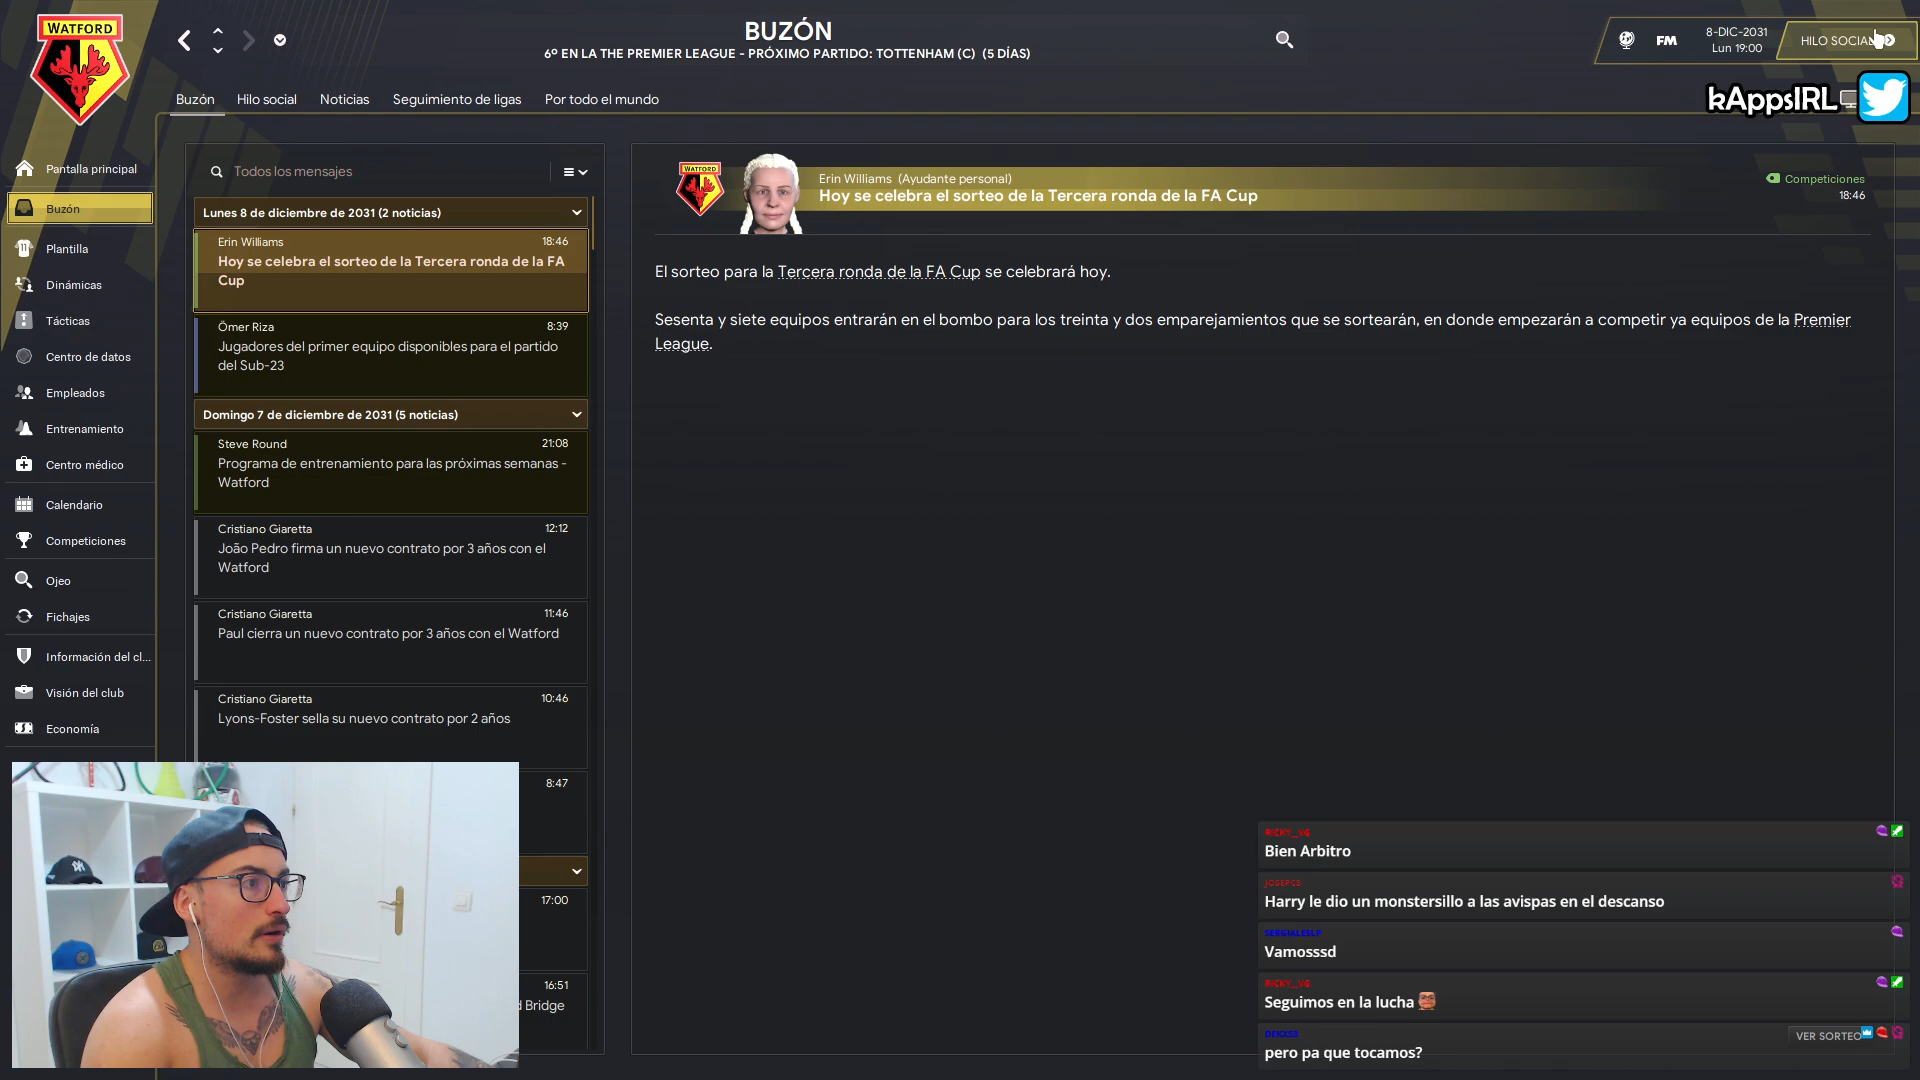 WATFORD
BUZÓN
6º EN LA THE PREMIER LEAGUE - PRÓXIMO PARTIDO: TOTTENHAM (C) (5 DÍAS)
FM
8-DIC-2031
Lun 19:00
HILO SOCIAL
kAppsIRL
Buzón
Hilo social
Noticias
Seguimiento de ligas
Por todo el mundo
Pantalla principal
Buzón
Plantilla
Dinámicas
Tácticas
Centro de datos
Empleados
Entrenamiento
Centro médico
Calendario
Competiciones
Ojeo
Fichajes
Información del cl...
Visión del club
Economía
Todos los mensajes
Lunes 8 de diciembre de 2031 (2 noticias)
Erin Williams 18:46
Hoy se celebra el sorteo de la Tercera ronda de la FA
Cup
Ömer Riza 8:39
Jugadores del primer equipo disponibles para el partido
del Sub-23
Domingo 7 de diciembre de 2031 (5 noticias)
Steve Round 21:08
Programa de entrenamiento para las próximas semanas -
Watford
Cristiano Giaretta 12:12
João Pedro firma un nuevo contrato por 3 años con el
Watford
Cristiano Giaretta 11:46
Paul cierra un nuevo contrato por 3 años con el Watford
Cristiano Giaretta 10:46
Lyons-Foster sella su nuevo contrato por 2 años
8:47
17:00
16:51
d Bridge
WATFORD
Erin Williams (Ayudante personal)
Hoy se celebra el sorteo de la Tercera ronda de la FA Cup
Competiciones
18:46
El sorteo para la Tercera ronda de la FA Cup se celebrará hoy.
Sesenta y siete equipos entrarán en el bombo para los treinta y dos emparejamientos que se sortearán, en donde empezarán a competir ya equipos de la Premier
League.
RICKY_VG
Bien Arbitro
JOSEPCS
Harry le dio un monstersillo a las avispas en el descanso
SERGIALESLF
Vamosssd
RICKY_VG
Seguimos en la lucha
VER SORTEO
pero pa que tocamos?